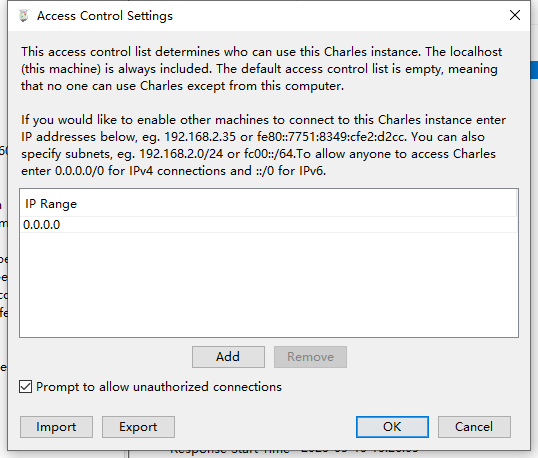 Access Control Settings
This access control list determines who can use this Charles instance. The localhost
(this machine) is always included. The default access control list is empty, meaning
that no one can use Charles except from this computer.
If you would like to enable other machines to connect to this Charles instance enter
IP addresses below, eg. 192.168.2.35 or fe80::7751:8349:cfe2:d2cc. You can also
specify subnets, eg. 192.168.2.0/24 or fc00::/64.To allow anyone to access Charles
enter 0.0.0.0/0 for IPv4 connections and ::/0 for IPv6.
IP Range
0.0.0.0
Add Remove
Prompt to allow unauthorized connections
Import Export OK Cancel